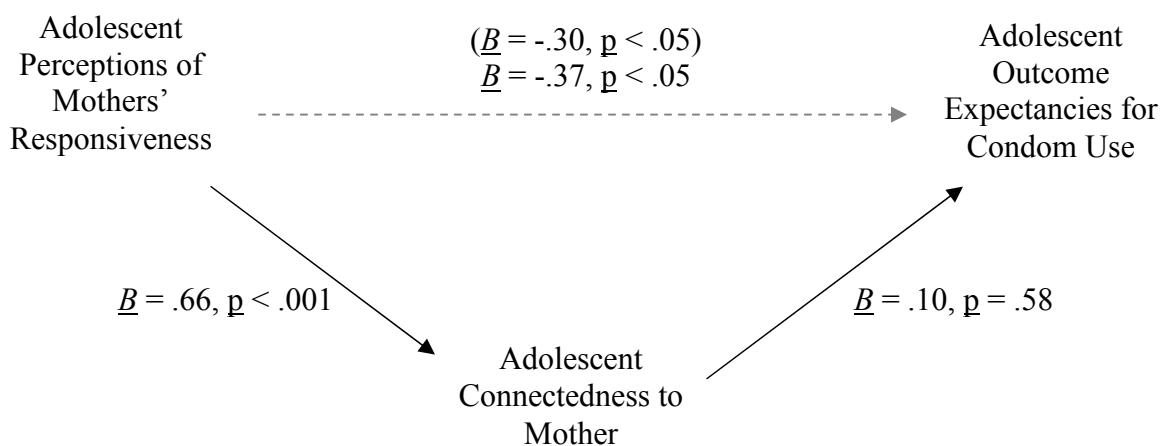 Adolescent
Perceptions of
Mothers’
Responsiveness
(B = -.30, p < .05)
B = -.37, p < .05
Adolescent
Outcome
Expectancies for
Condom Use
B = .66, p < .001
B = .10, p = .58
Adolescent
Connectedness to
Mother